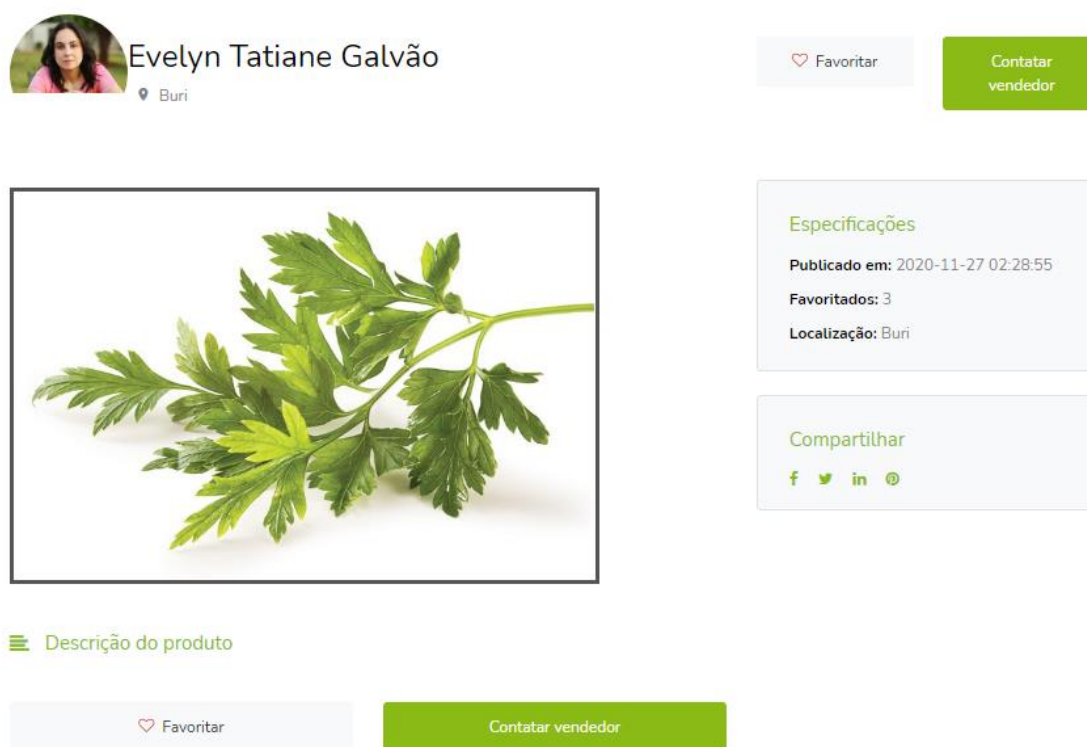 Evelyn Tatiane Galvão
Buri
Favoritar
Contatar
vendedor
Especificações
Publicado em: 2020-11-27 02:28:55
Favoritados: 3
Localização: Buri
Compartilhar
Descrição do produto
Favoritar
Contatar vendedor